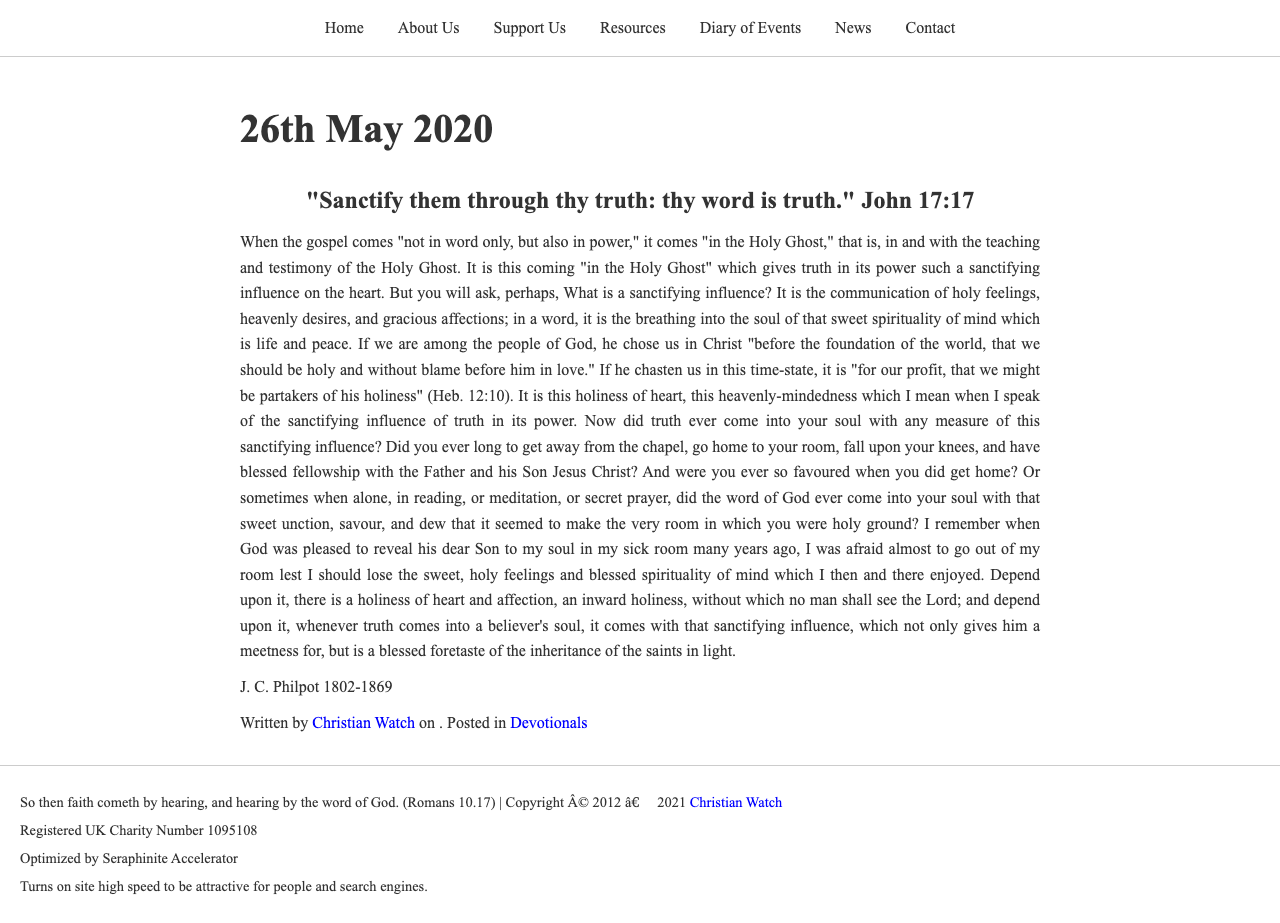 Home About Us Support Us Resources Diary of Events News Contact
26th May 2020
"Sanctify them through thy truth: thy word is truth." John 17:17
When the gospel comes "not in word only, but also in power," it comes "in the Holy Ghost," that is, in and with the teaching
and testimony of the Holy Ghost. It is this coming "in the Holy Ghost" which gives truth in its power such a sanctifying
influence on the heart. But you will ask, perhaps, What is a sanctifying influence? It is the communication of holy feelings,
heavenly desires, and gracious affections; in a word, it is the breathing into the soul of that sweet spirituality of mind which
is life and peace. If we are among the people of God, he chose us in Christ "before the foundation of the world, that we
should be holy and without blame before him in love." If he chasten us in this time-state, it is "for our profit, that we might
be partakers of his holiness" (Heb. 12:10). It is this holiness of heart, this heavenly-mindedness which I mean when I speak
of the sanctifying influence of truth in its power. Now did truth ever come into your soul with any measure of this
sanctifying influence? Did you ever long to get away from the chapel, go home to your room, fall upon your knees, and have
blessed fellowship with the Father and his Son Jesus Christ? And were you ever so favoured when you did get home? Or
sometimes when alone, in reading, or meditation, or secret prayer, did the word of God ever come into your soul with that
sweet unction, savour, and dew that it seemed to make the very room in which you were holy ground? I remember when
God was pleased to reveal his dear Son to my soul in my sick room many years ago, I was afraid almost to go out of my
room lest I should lose the sweet, holy feelings and blessed spirituality of mind which I then and there enjoyed. Depend
upon it, there is a holiness of heart and affection, an inward holiness, without which no man shall see the Lord; and depend
upon it, whenever truth comes into a believer's soul, it comes with that sanctifying influence, which not only gives him a
meetness for, but is a blessed foretaste of the inheritance of the saints in light.
J. C. Philpot 1802-1869
Written by Christian Watch on . Posted in Devotionals
So then faith cometh by hearing, and hearing by the word of God. (Romans 10.17) | Copyright Â© 2012 â€ 2021 Christian Watch
Registered UK Charity Number 1095108
Optimized by Seraphinite Accelerator
Turns on site high speed to be attractive for people and search engines.